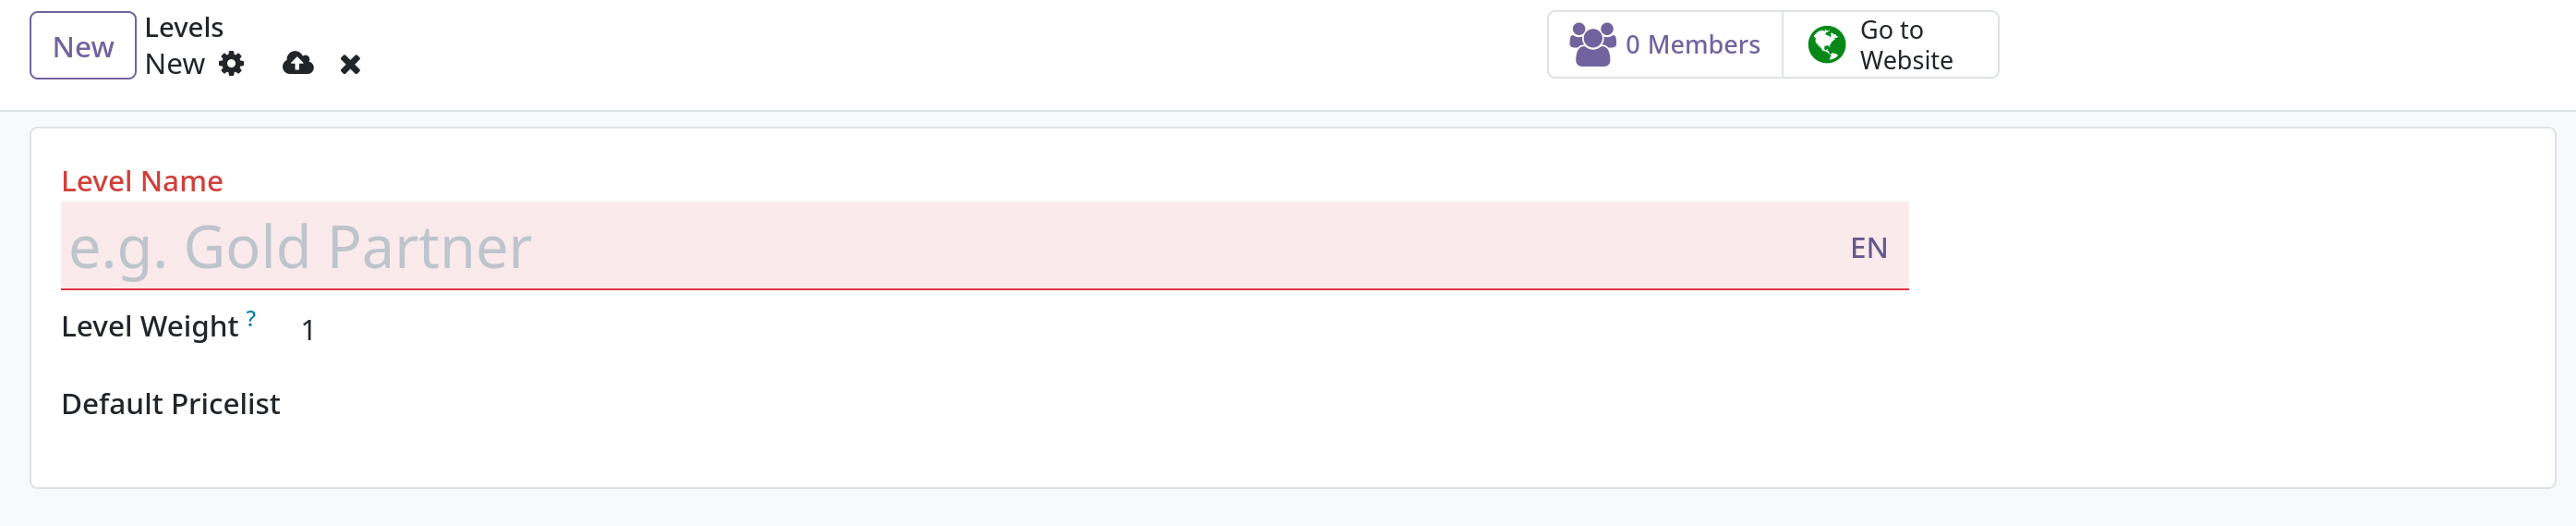 New
Levels
New
0 Members
Go to
Website
Level Name
e.g. Gold Partner
EN
Level Weight ?
1
Default Pricelist